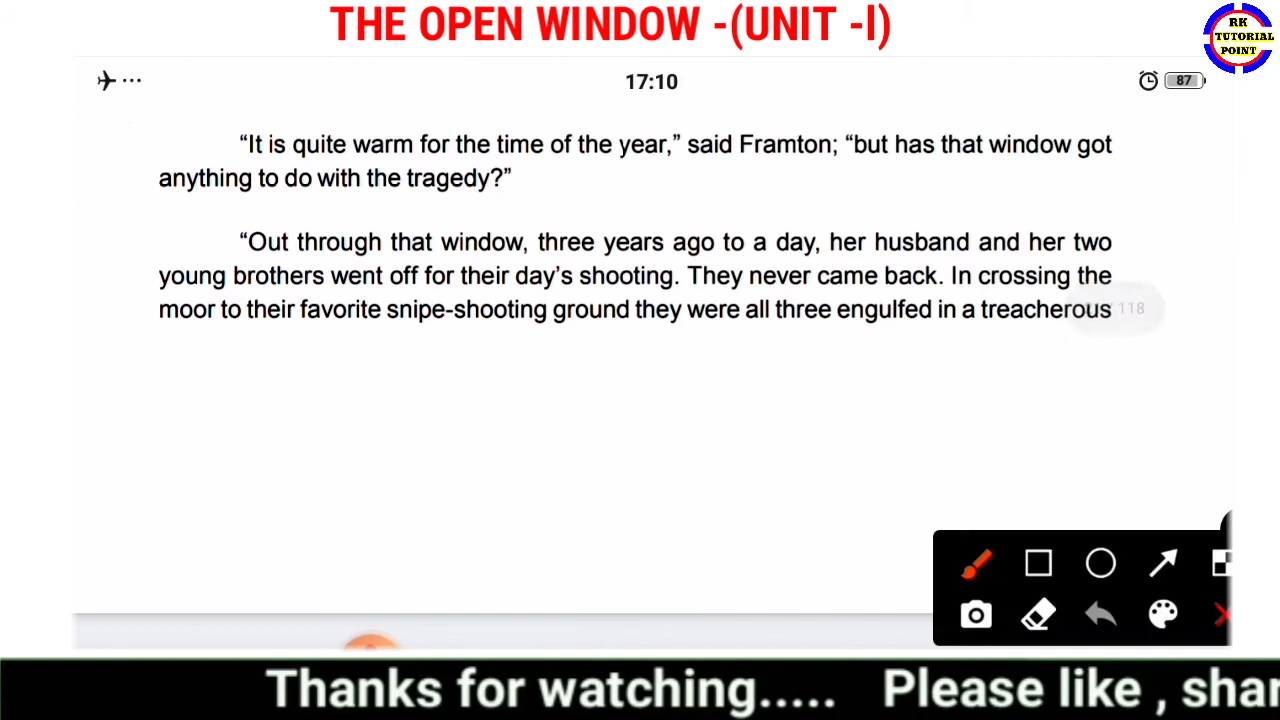 THE OPEN WINDOW -(UNIT -I)
RK
TUTORIAL
POINT
17:10
87
“It is quite warm for the time of the year,” said Framton; “but has that window got
anything to do with the tragedy?”
“Out through that window, three years ago to a day, her husband and her two
young brothers went off for their day’s shooting. They never came back. In crossing the
moor to their favorite snipe-shooting ground they were all three engulfed in a treacherous
118
Thanks for watching..... Please like , shar